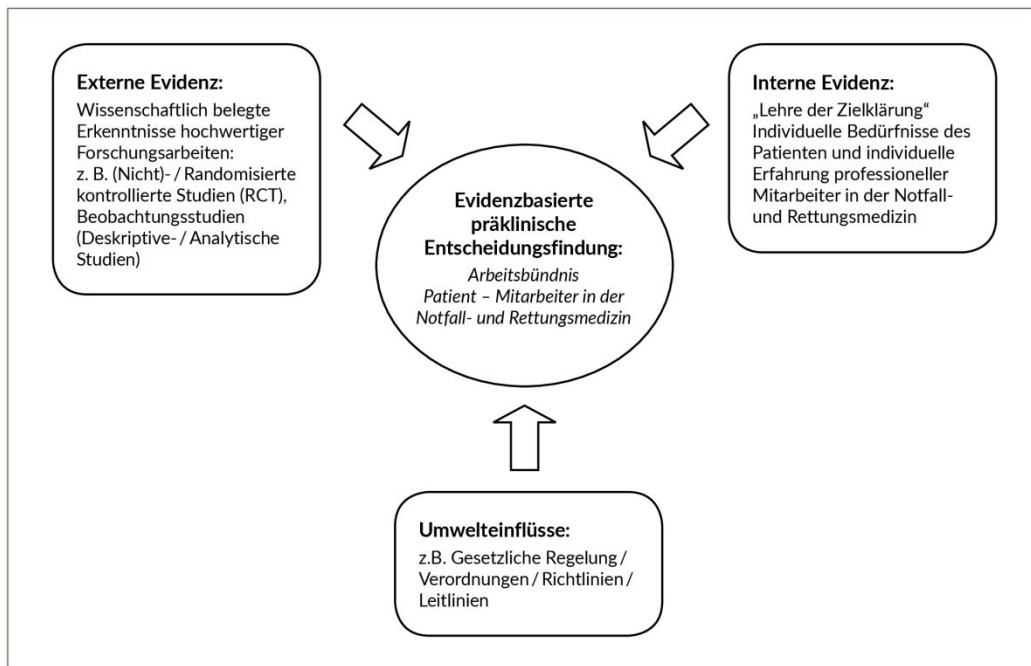 Externe Evidenz:
Wissenschaftlich belegte
Erkenntnisse hochwertiger
Forschungsarbeiten:
z. B. (Nicht)- / Randomisierte
kontrollierte Studien (RCT),
Beobachtungsstudien
(Deskriptive- / Analytische
Studien)
Interne Evidenz:
„Lehre der Zielklärung“
Individuelle Bedürfnisse des
Patienten und individuelle
Erfahrung professioneller
Mitarbeiter in der Notfall-
und Rettungsmedizin
Evidenzbasierte
präklinische
Entscheidungsfindung:
Arbeitsbündnis
Patient – Mitarbeiter in der
Notfall- und Rettungsmedizin
Umwelteinflüsse:
z.B. Gesetzliche Regelung /
Verordnungen / Richtlinien /
Leitlinien